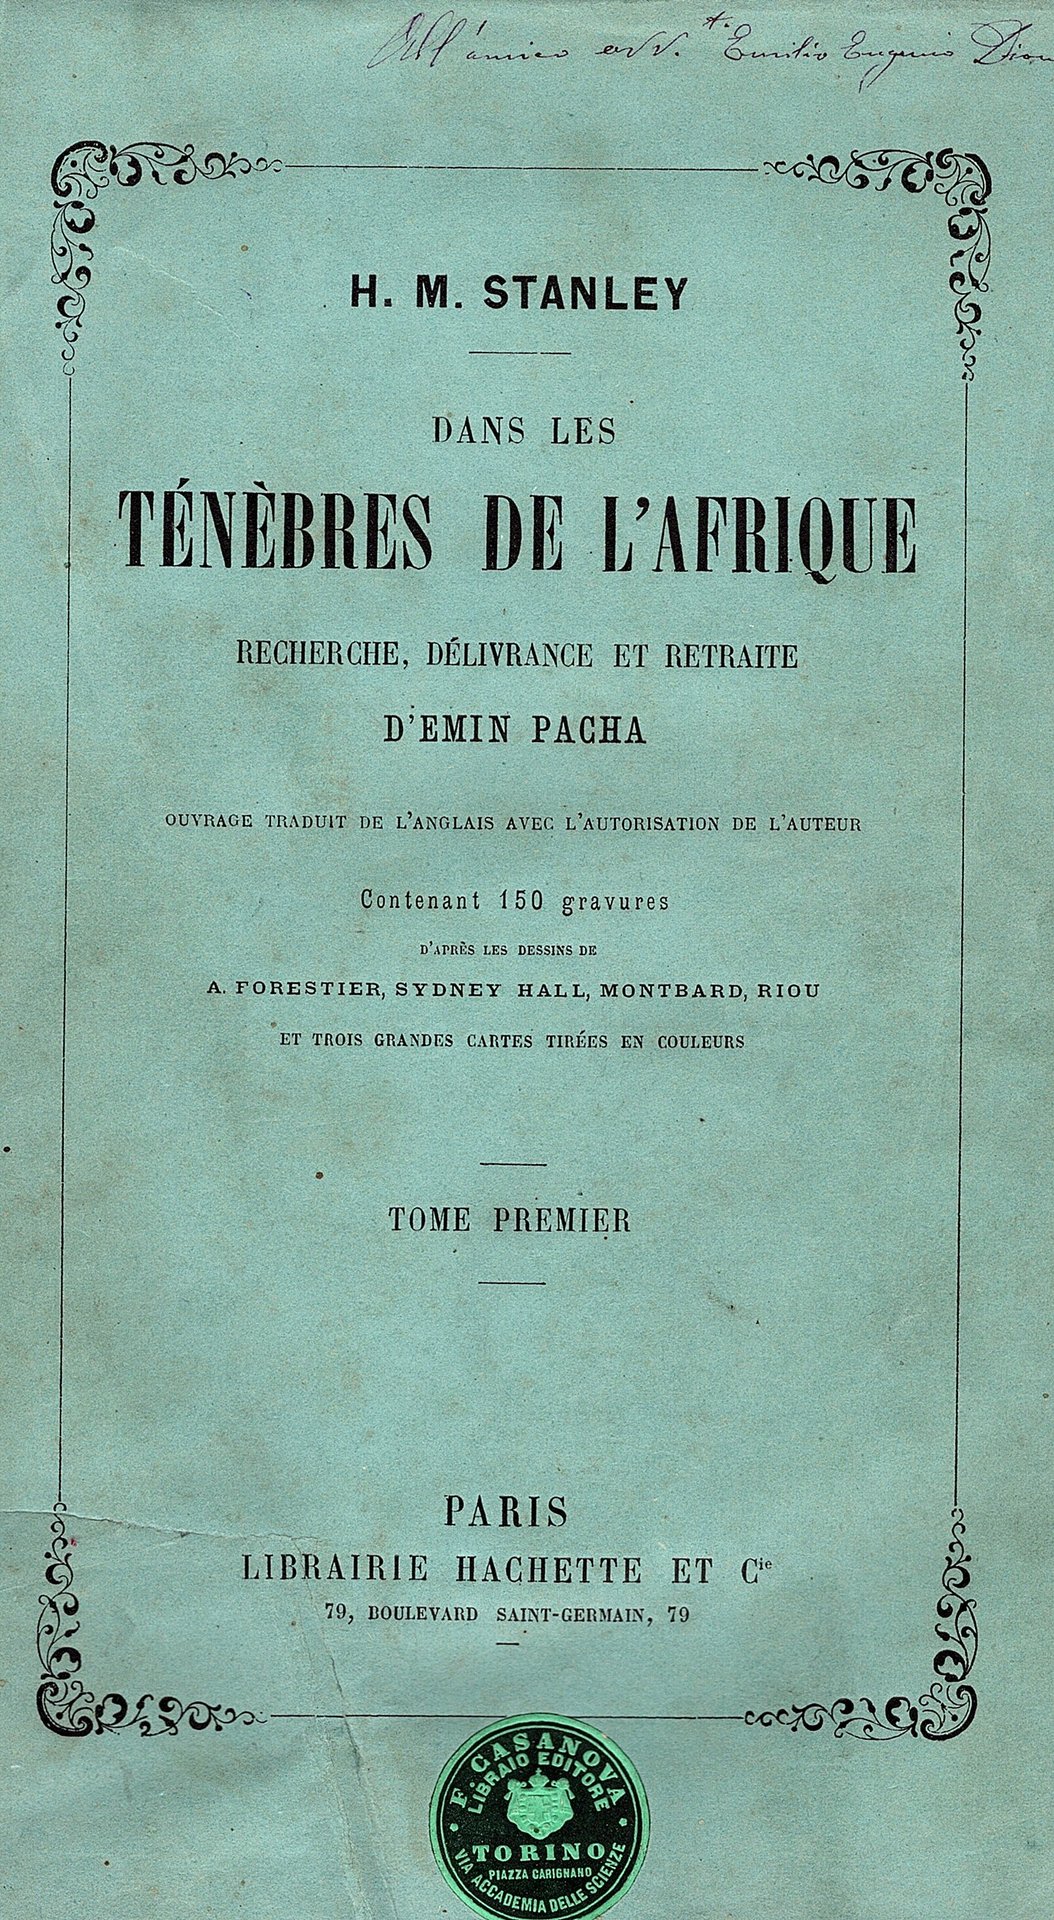 All'amico avv. Emilio Eugenio
H. M. STANLEY
DANS LES
TÉNÈBRES DE L'AFRIQUE
RECHERCHE, DÉLIVRANCE ET RETRAITE
D'EMIN PACHA
OUVRAGE TRADUIT DE L'ANGLAIS AVEC L'AUTORISATION DE L'AUTEUR
Contenant 150 gravures
D'APRÈS LES DESSINS DE
A. FORESTIER, SYDNEY HALL, MONTBARD, RIOU
ET TROIS GRANDES CARTES TIRÉES EN COULEURS
TOME PREMIER
PARIS
LIBRAIRIE HACHETTE ET Cie
79, BOULEVARD SAINT-GERMAIN, 79
F. CASANOVA
LIBRAIO EDITORE
TORINO
PIAZZA CARIGNANO
VIA ACCADEMIA DELLE SCIENZE